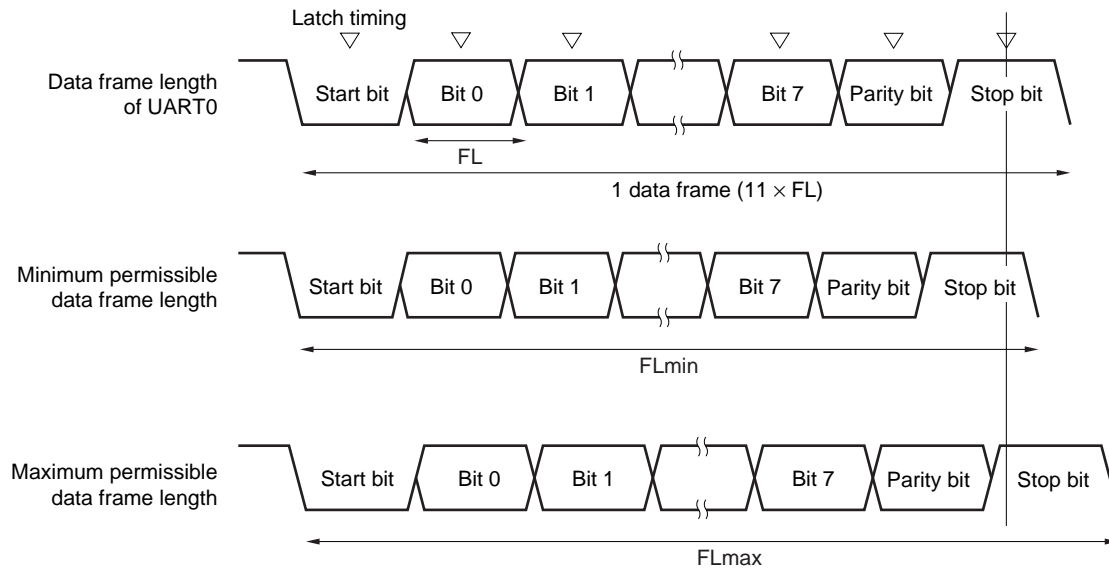 Latch timing
Data frame length
of UART0
Start bit
Bit 0
Bit 1
Bit 7
Parity bit
Stop bit
FL
1 data frame (11 × FL)
Minimum permissible
data frame length
Start bit
Bit 0
Bit 1
Bit 7
Parity bit
Stop bit
FLmin
Maximum permissible
data frame length
Start bit
Bit 0
Bit 1
Bit 7
Parity bit
Stop bit
FLmax